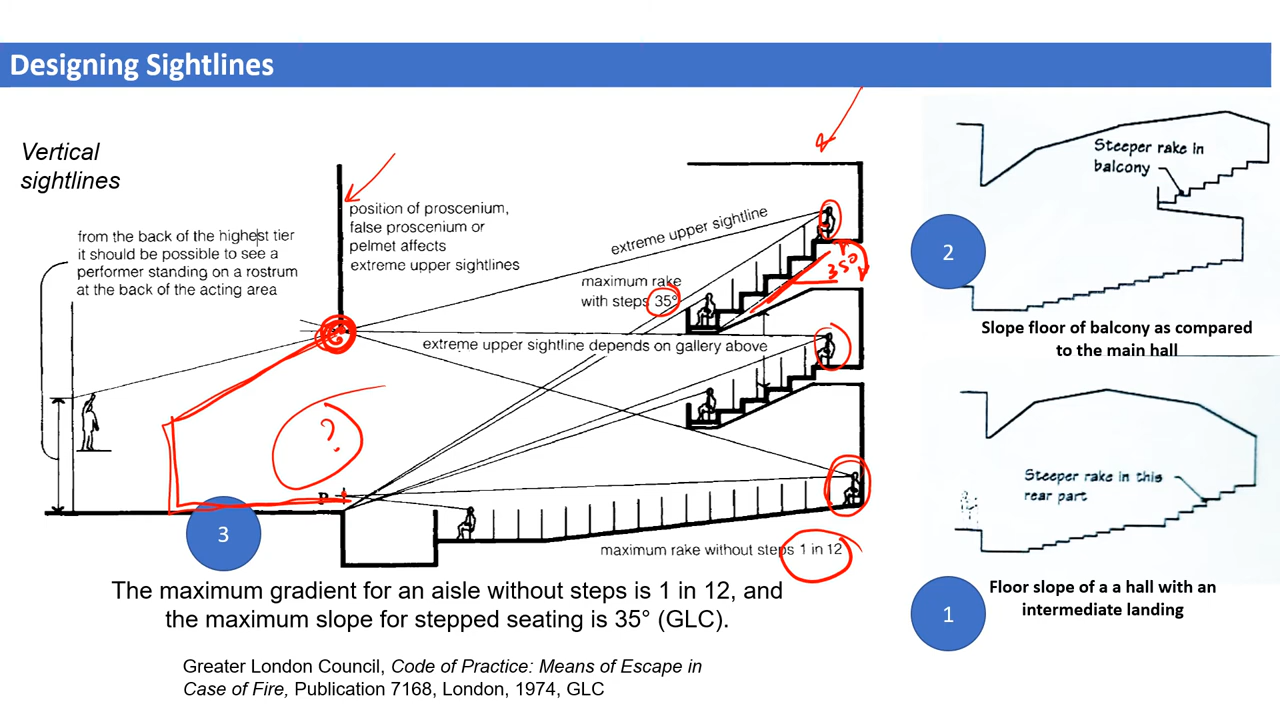 Designing Sightlines
Vertical
sightlines
from the back of the highest tier
it should be possible to see a
performer standing on a rostrum
at the back of the acting area
position of proscenium,
false proscenium or
pelmet affects
extreme upper sightlines
extreme upper sightline
maximum rake
with steps 35°
35°
extreme upper sightline depends on gallery above
?
P
maximum rake without steps 1 in 12
3
The maximum gradient for an aisle without steps is 1 in 12, and
the maximum slope for stepped seating is 35° (GLC).
Greater London Council, Code of Practice: Means of Escape in
Case of Fire, Publication 7168, London, 1974, GLC
Steeper rake in
balcony
2
Slope floor of balcony as compared
to the main hall
Steeper rake in this
rear part
1
Floor slope of a a hall with an
intermediate landing